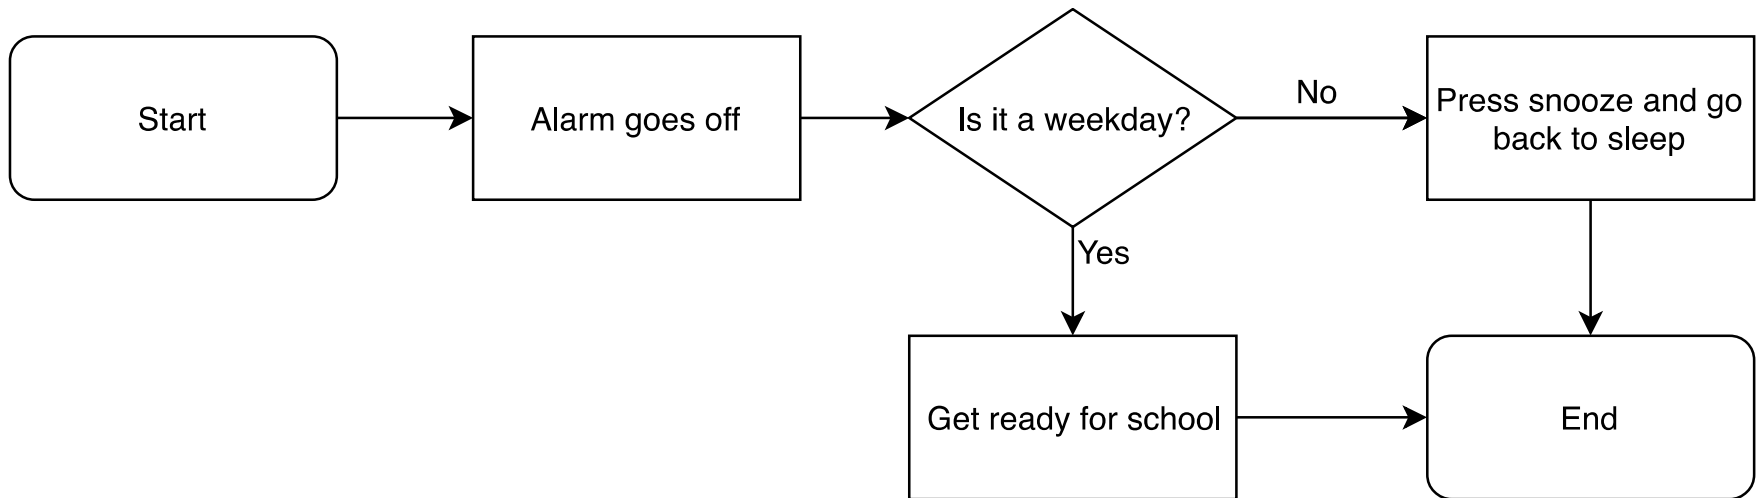 Start
Alarm goes off
Is it a weekday?
No
Press snooze and go
back to sleep
Yes
Get ready for school
End